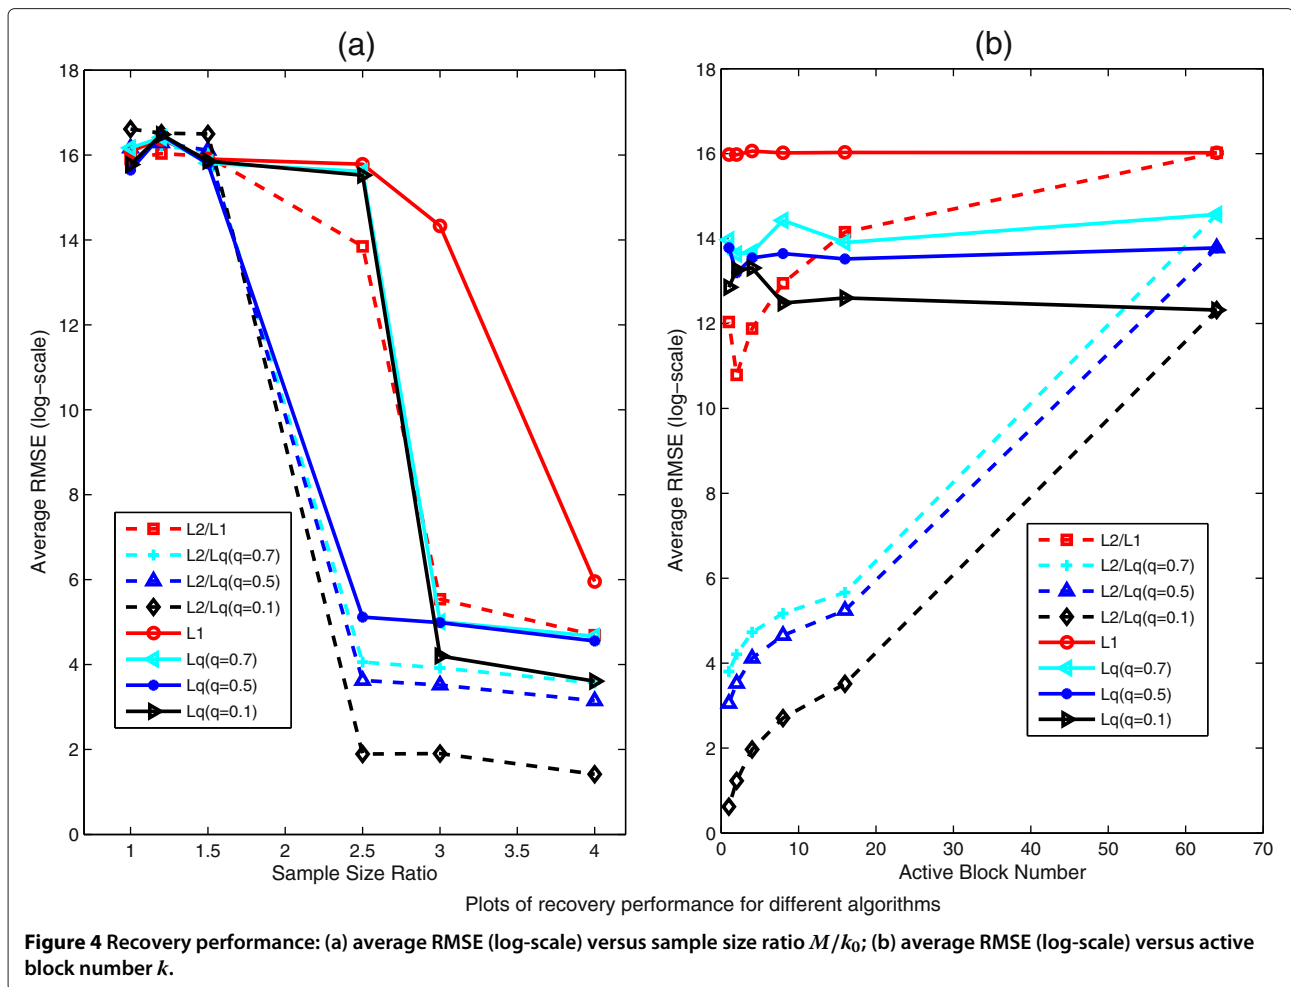 (a)
18
16
14
12
10
8
6
4
2
0
Average RMSE (log−scale)
L2/L1
L2/Lq(q=0.7)
L2/Lq(q=0.5)
L2/Lq(q=0.1)
L1
Lq(q=0.7)
Lq(q=0.5)
Lq(q=0.1)
1 1.5 2 2.5 3 3.5 4
Sample Size Ratio
(b)
18
16
14
12
10
8
6
4
2
0
Average RMSE (log−scale)
L2/L1
L2/Lq(q=0.7)
L2/Lq(q=0.5)
L2/Lq(q=0.1)
L1
Lq(q=0.7)
Lq(q=0.5)
Lq(q=0.1)
0 10 20 30 40 50 60 70
Active Block Number
Plots of recovery performance for different algorithms
Figure 4 Recovery performance: (a) average RMSE (log-scale) versus sample size ratio M/k₀; (b) average RMSE (log-scale) versus active
block number k.